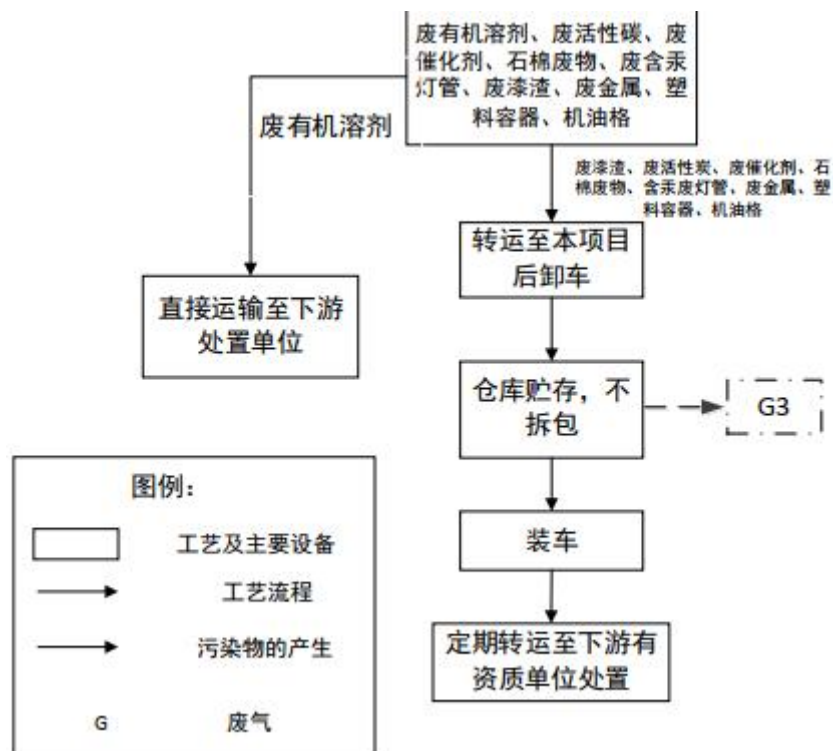 废有机溶剂、废活性碳、废
催化剂、石棉废物、废含汞
灯管、废漆渣、废金属、塑
料容器、机油格
废有机溶剂
废漆渣、废活性炭、废催化剂、石
棉废物、含汞废灯管、废金属、塑
料容器、机油格
转运至本项目
后卸车
直接运输至下游
处置单位
仓库贮存，不
拆包
G3
装车
定期转运至下游有
资质单位处置
图例：
工艺及主要设备
工艺流程
污染物的产生
G 废气